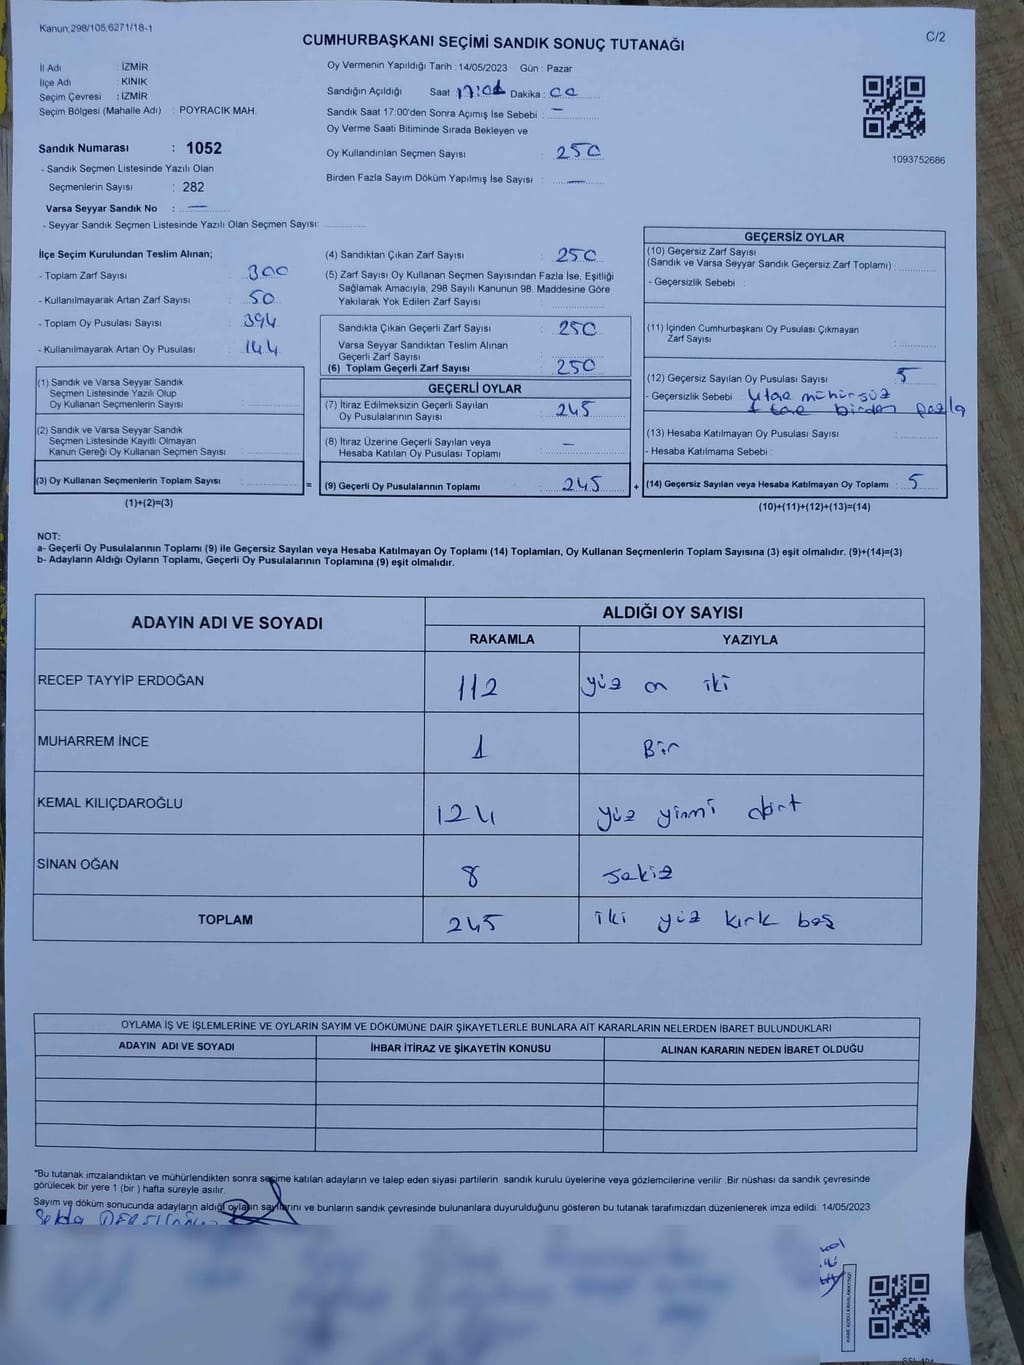 Kanun;298/105,6271/18-1
C/2
CUMHURBAŞKANI SEÇİMİ SANDIK SONUÇ TUTANAĞI
İl Adı : İZMİR
İlçe Adı : KINIK
Seçim Çevresi : İZMİR
Seçim Bölgesi (Mahalle Adı) : POYRACIK MAH.
Sandık Numarası : 1052
- Sandık Seçmen Listesinde Yazılı Olan
Seçmenlerin Sayısı : 282
Varsa Seyyar Sandık No : —
- Seyyar Sandık Seçmen Listesinde Yazılı Olan Seçmen Sayısı:
Oy Vermenin Yapıldığı Tarih : 14/05/2023 Gün : Pazar
Sandığın Açıldığı Saat Dakika :
Sandık Saat 17:00'den Sonra Açımış İse Sebebi : —
Oy Verme Saati Bitiminde Sırada Bekleyen ve
Oy Kullandırılan Seçmen Sayısı : 250
Birden Fazla Sayım Döküm Yapılmış İse Sayısı : —
1093752686
İlçe Seçim Kurulundan Teslim Alınan;
- Toplam Zarf Sayısı : 300
- Kullanılmayarak Artan Zarf Sayısı : 50
- Toplam Oy Pusulası Sayısı : 394
- Kullanılmayarak Artan Oy Pusulası : 144
(1) Sandık ve Varsa Seyyar Sandık
Seçmen Listesinde Yazılı Olup
Oy Kullanan Seçmenlerin Sayısı :
(2) Sandık ve Varsa Seyyar Sandık
Seçmen Listesinde Kayıtlı Olmayan
Kanun Gereği Oy Kullanan Seçmen Sayısı :
(3) Oy Kullanan Seçmenlerin Toplam Sayısı : =
(1)+(2)=(3)
(4) Sandıktan Çıkan Zarf Sayısı : 250
(5) Zarf Sayısı Oy Kullanan Seçmen Sayısından Fazla İse, Eşitliği
Sağlamak Amacıyla; 298 Sayılı Kanunun 98. Maddesine Göre
Yakılarak Yok Edilen Zarf Sayısı :
Sandıkta Çıkan Geçerli Zarf Sayısı : 250
Varsa Seyyar Sandıktan Teslim Alınan
Geçerli Zarf Sayısı :
(6) Toplam Geçerli Zarf Sayısı : 250
GEÇERLİ OYLAR
(7) İtiraz Edilmeksizin Geçerli Sayılan
Oy Pusulalarının Sayısı : 245
(8) İtiraz Üzerine Geçerli Sayılan veya
Hesaba Katılan Oy Pusulası Toplamı : —
(9) Geçerli Oy Pusulalarının Toplamı : 245 +
GEÇERSİZ OYLAR
(10) Geçersiz Zarf Sayısı
(Sandık ve Varsa Seyyar Sandık Geçersiz Zarf Toplamı) :
- Geçersizlik Sebebi :
(11) İçinden Cumhurbaşkanı Oy Pusulası Çıkmayan
Zarf Sayısı :
(12) Geçersiz Sayılan Oy Pusulası Sayısı : 5
- Geçersizlik Sebebi 4 tae mühürsüz
1 tae birden fazla
(13) Hesaba Katılmayan Oy Pusulası Sayısı :
- Hesaba Katılmama Sebebi :
(14) Geçersiz Sayılan veya Hesaba Katılmayan Oy Toplamı : 5
(10)+(11)+(12)+(13)=(14)
NOT:
a- Geçerli Oy Pusulalarının Toplamı (9) ile Geçersiz Sayılan veya Hesaba Katılmayan Oy Toplamı (14) Toplamları, Oy Kullanan Seçmenlerin Toplam Sayısına (3) eşit olmalıdır. (9)+(14)=(3)
b- Adayların Aldığı Oyların Toplamı, Geçerli Oy Pusulalarının Toplamına (9) eşit olmalıdır.
ADAYIN ADI VE SOYADI
ALDIĞI OY SAYISI
RAKAMLA YAZIYLA
RECEP TAYYİP ERDOĞAN 112 yüz on iki
MUHARREM İNCE 1 Bir
KEMAL KILIÇDAROĞLU 124 yüz yirmi dört
SİNAN OĞAN 8 sekiz
TOPLAM 245 iki yüz kırk beş
OYLAMA İŞ VE İŞLEMLERİNE VE OYLARIN SAYIM VE DÖKÜMÜNE DAİR ŞİKAYETLERLE BUNLARA AİT KARARLARIN NELERDEN İBARET BULUNDUKLARI
ADAYIN ADI VE SOYADI İHBAR İTİRAZ VE ŞİKAYETİN KONUSU ALINAN KARARIN NEDEN İBARET OLDUĞU
*Bu tutanak imzalandıktan ve mühürlendikten sonra seçime katılan adayların ve talep eden siyasi partilerin sandık kurulu üyelerine veya gözlemcilerine verilir .Bir nüshası da sandık çevresinde
görülecek bir yere 1 (bir ) hafta süreyle asılır.
Sayım ve döküm sonucunda adayların aldığı oyların sayılarını ve bunların sandık çevresinde bulunanlara duyurulduğunu gösteren bu tutanak tarafımızdan düzenlenerek imza edildi. 14/05/2023